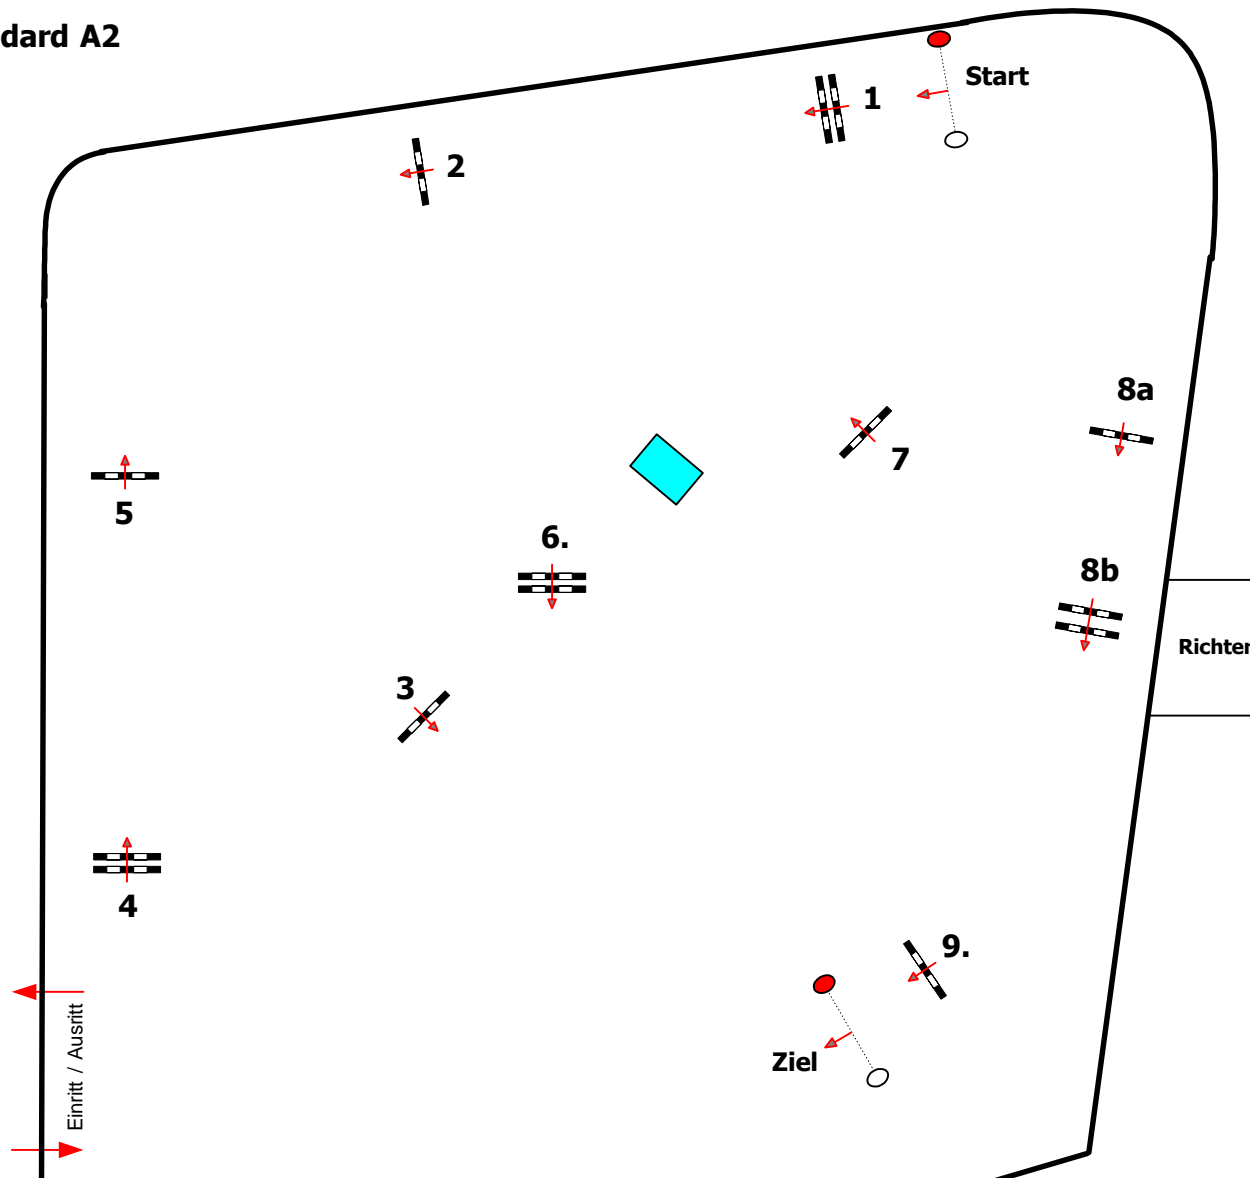 dard A2
Start
1
2
8a
7
5
6.
8b
Richter
3
4
9.
Ziel
Einritt / Ausritt